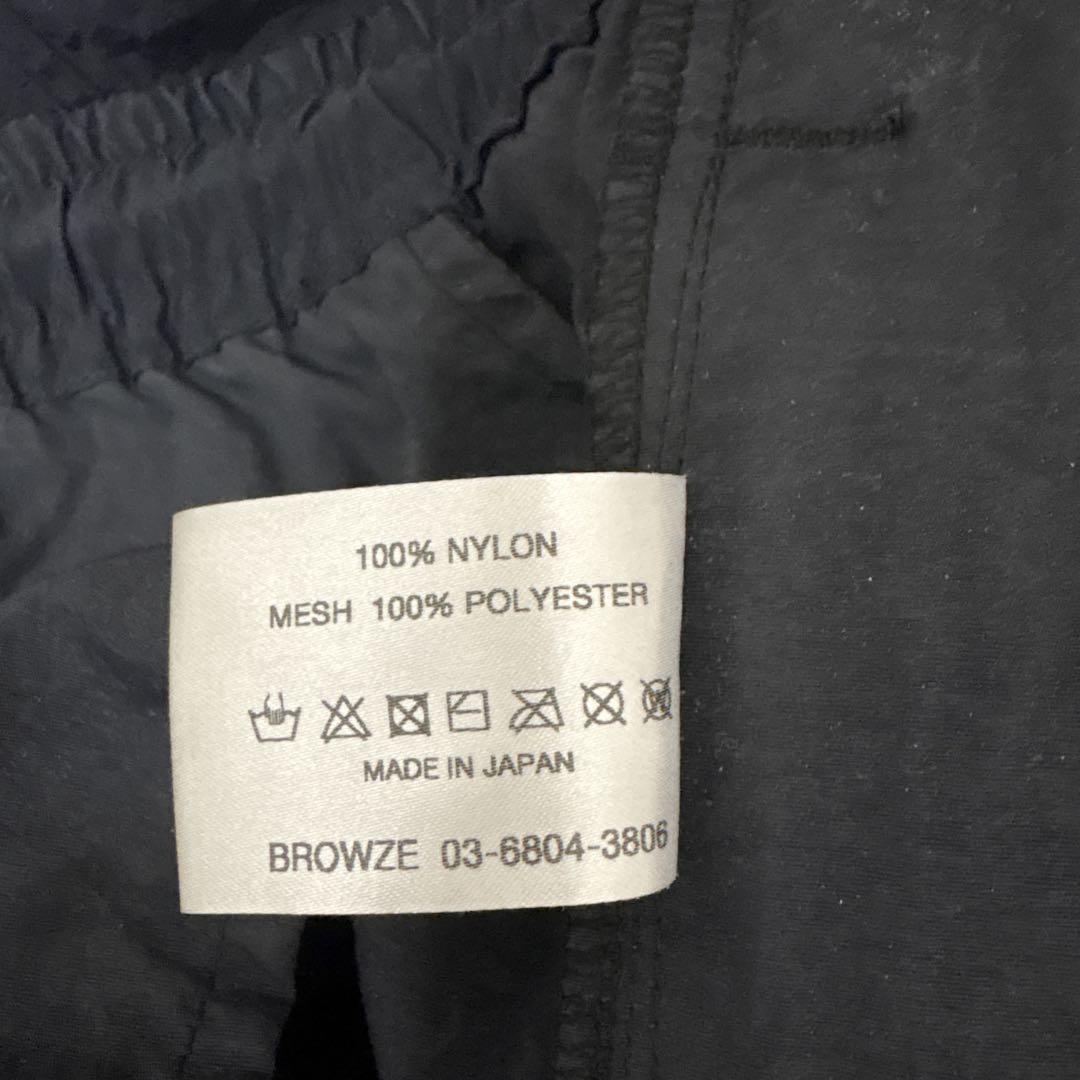 100% NYLON
MESH 100% POLYESTER
W
MADE IN JAPAN
BROWZE 03-6804-3806